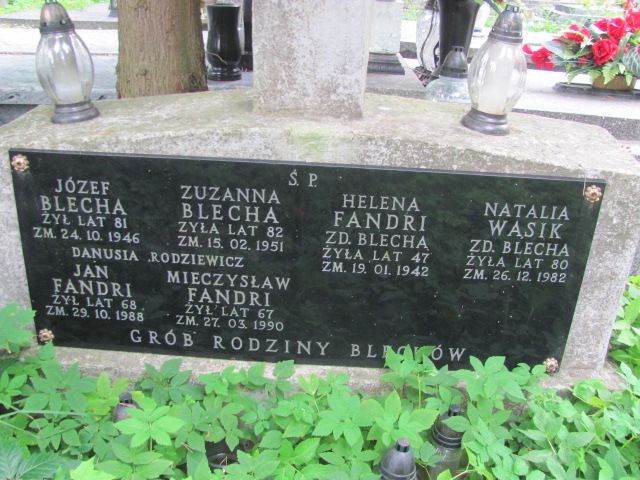 Ś. P.
JÓZEF
BLECHA
ŻYŁ LAT 81
ZM. 24. 10. 1946
ZUZANNA
BLECHA
ŻYŁA LAT 82
ZM. 15. 02. 1951
HELENA
FANDRI
ZD. BLECHA
ŻYŁA LAT 47
ZM. 19. 01. 1942
NATALIA
WASIK
ZD. BLECHA
ŻYŁA LAT 80
ZM. 26. 12. 1982
DANUSIA RODZIEWICZ
JAN
FANDRI
ŻYŁ LAT 68
ZM. 29. 10. 1988
MIECZYSŁAW
FANDRI
ŻYŁ LAT 67
ZM. 27. 03. 1990
GRÓB RODZINY BLECHÓW